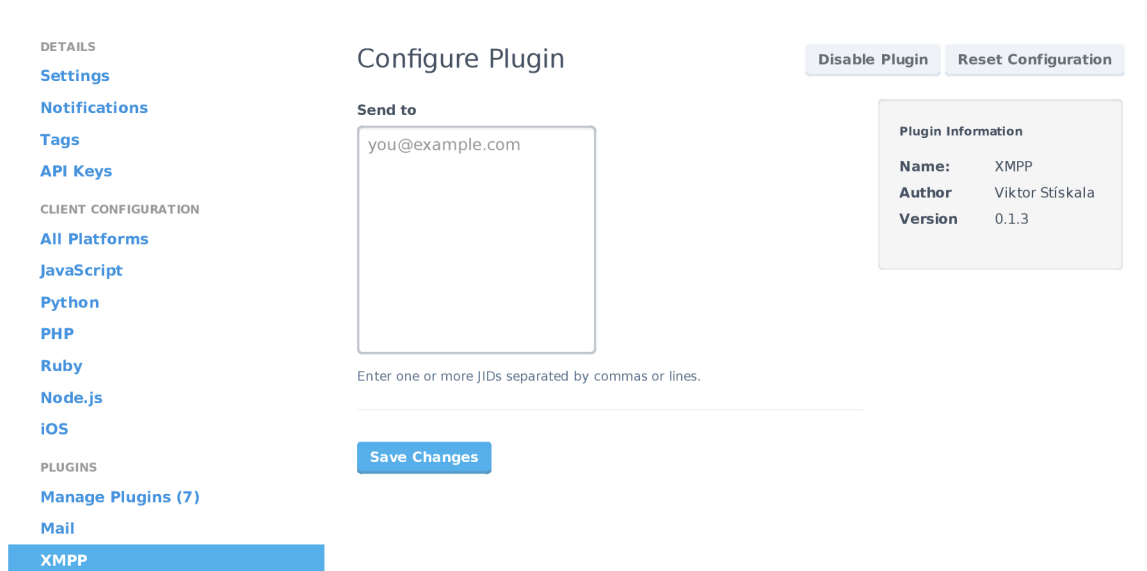 DETAILS
Settings
Notifications
Tags
API Keys
CLIENT CONFIGURATION
All Platforms
JavaScript
Python
PHP
Ruby
Node.js
iOS
PLUGINS
Manage Plugins (7)
Mail
XMPP
Configure Plugin
Disable Plugin
Reset Configuration
Send to
you@example.com
Enter one or more JIDs separated by commas or lines.
Save Changes
Plugin Information
Name: XMPP
Author Viktor Stískala
Version 0.1.3